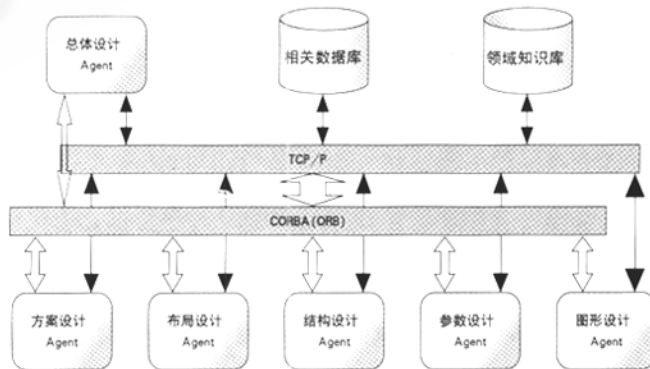 总体设计
Agent
相关数据库
领域知识库
TCP/P
CORBA(ORB)
方案设计
Agent
布局设计
Agent
结构设计
Agent
参数设计
Agent
图形设计
Agent